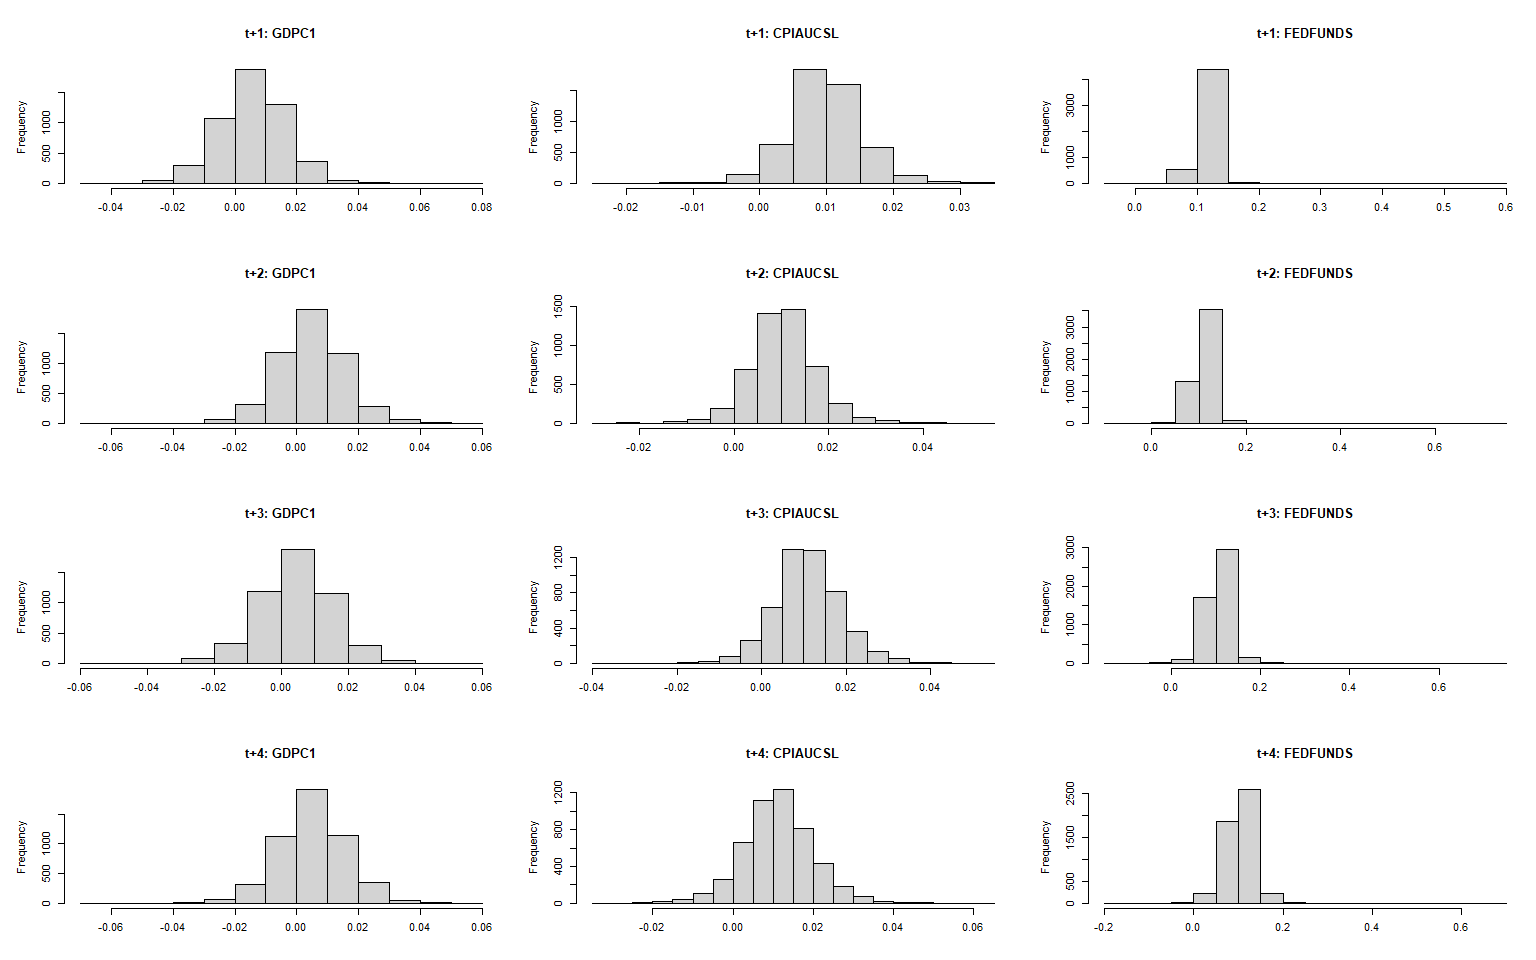 t+1: GDPC1
t+1: CPIAUCSL
t+1: FEDFUNDS
Frequency
0 500 1000
-0.04 -0.02 0.00 0.02 0.04 0.06 0.08
Frequency
0 500 1000
-0.02 -0.01 0.00 0.01 0.02 0.03
Frequency
0 1000 3000
0.0 0.1 0.2 0.3 0.4 0.5 0.6
t+2: GDPC1
t+2: CPIAUCSL
t+2: FEDFUNDS
Frequency
0 500 1000
-0.06 -0.04 -0.02 0.00 0.02 0.04 0.06
Frequency
0 500 1000 1500
-0.02 0.00 0.02 0.04
Frequency
0 1000 2000 3000
0.0 0.2 0.4 0.6
t+3: GDPC1
t+3: CPIAUCSL
t+3: FEDFUNDS
Frequency
0 500 1000
-0.06 -0.04 -0.02 0.00 0.02 0.04 0.06
Frequency
0 400 800 1200
-0.04 -0.02 0.00 0.02 0.04
Frequency
0 1000 2000 3000
0.0 0.2 0.4 0.6
t+4: GDPC1
t+4: CPIAUCSL
t+4: FEDFUNDS
Frequency
0 500 1000
-0.06 -0.04 -0.02 0.00 0.02 0.04 0.06
Frequency
0 400 800 1200
-0.02 0.00 0.02 0.04 0.06
Frequency
0 500 1500 2500
-0.2 0.0 0.2 0.4 0.6